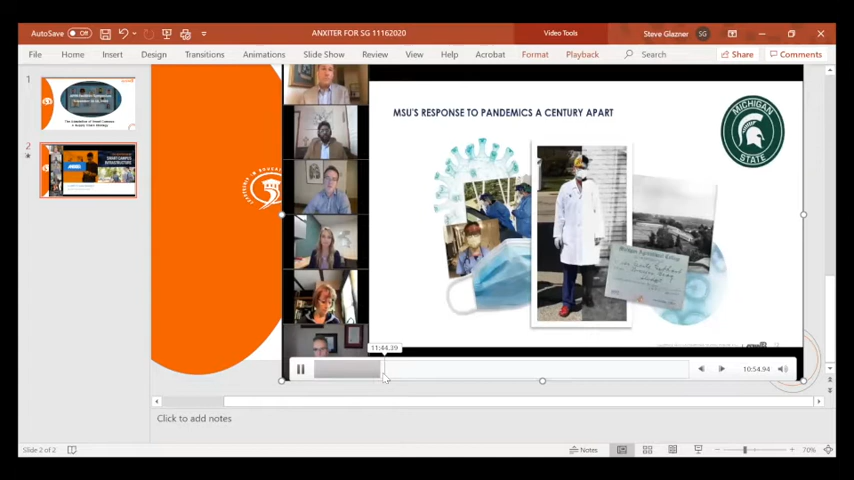 AutoSave Off
ANXITER FOR SG 11162020
Video Tools
Steve Glazner
SG
File Home Insert Design Transitions Animations Slide Show Review View Help Acrobat Format Playback
Search
Share
Comments
1
2
MSU'S RESPONSE TO PANDEMICS A CENTURY APART
MICHIGAN
STATE
11:44.29
10:54.94
Click to add notes
Slide 2 of 2
Notes
70%